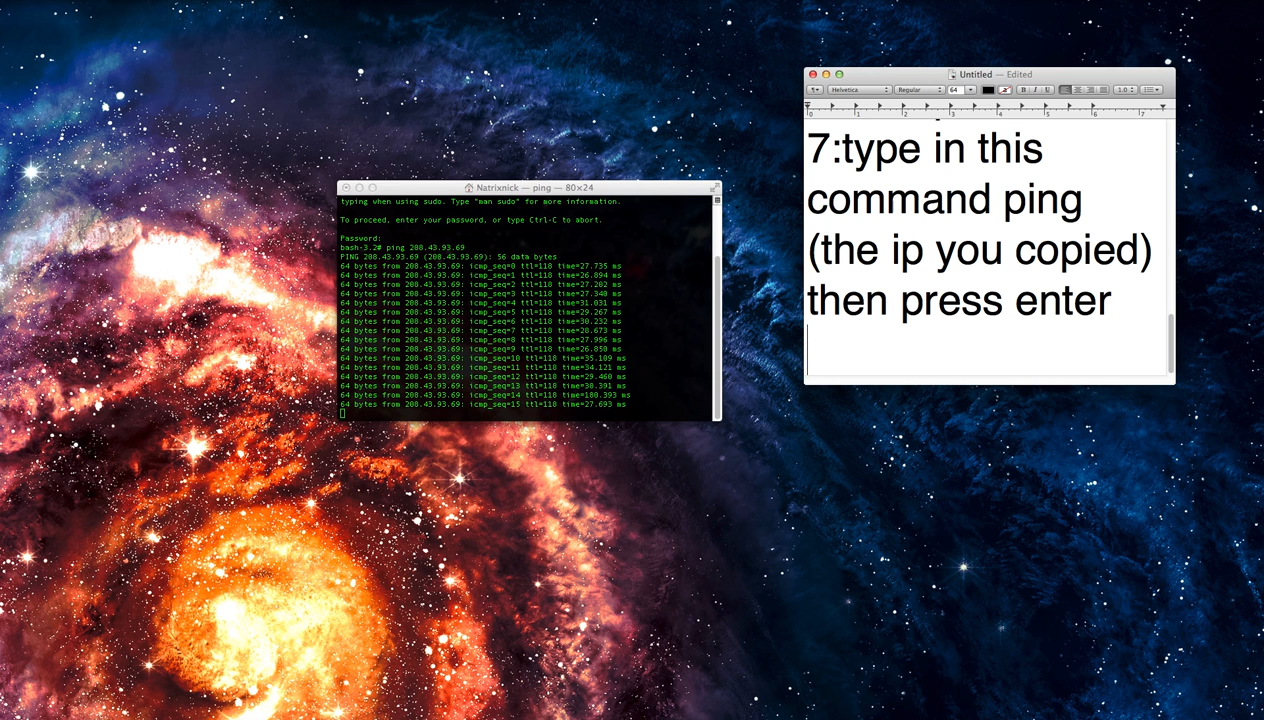 Natrixnick — ping — 80×24
typing when using sudo. Type "man sudo" for more information.
To proceed, enter your password, or type Ctrl-C to abort.
Password:
bash-3.2# ping 208.43.93.69
PING 208.43.93.69 (208.43.93.69): 56 data bytes
64 bytes from 208.43.93.69: icmp_seq=0 ttl=118 time=27.735 ms
64 bytes from 208.43.93.69: icmp_seq=1 ttl=118 time=26.894 ms
64 bytes from 208.43.93.69: icmp_seq=2 ttl=118 time=27.202 ms
64 bytes from 208.43.93.69: icmp_seq=3 ttl=118 time=27.340 ms
64 bytes from 208.43.93.69: icmp_seq=4 ttl=118 time=31.031 ms
64 bytes from 208.43.93.69: icmp_seq=5 ttl=118 time=29.267 ms
64 bytes from 208.43.93.69: icmp_seq=6 ttl=118 time=30.232 ms
64 bytes from 208.43.93.69: icmp_seq=7 ttl=118 time=28.673 ms
64 bytes from 208.43.93.69: icmp_seq=8 ttl=118 time=27.996 ms
64 bytes from 208.43.93.69: icmp_seq=9 ttl=118 time=26.850 ms
64 bytes from 208.43.93.69: icmp_seq=10 ttl=118 time=35.109 ms
64 bytes from 208.43.93.69: icmp_seq=11 ttl=118 time=34.121 ms
64 bytes from 208.43.93.69: icmp_seq=12 ttl=118 time=29.460 ms
64 bytes from 208.43.93.69: icmp_seq=13 ttl=118 time=38.391 ms
64 bytes from 208.43.93.69: icmp_seq=14 ttl=118 time=180.393 ms
64 bytes from 208.43.93.69: icmp_seq=15 ttl=118 time=27.693 ms
Untitled — Edited
Helvetica Regular 64 a B I U 1.0
0 1 2 3 4 5 6 7
7:type in this
command ping
(the ip you copied)
then press enter